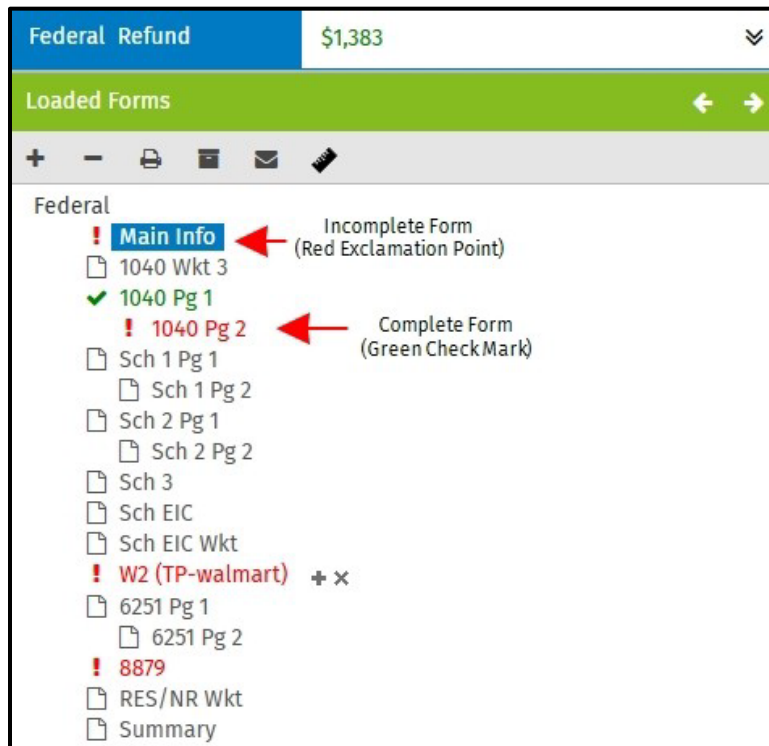 Federal Refund $1,383
Loaded Forms
Federal
! Main Info
Incomplete Form
(Red Exclamation Point)
1040 Wkt 3
1040 Pg 1
! 1040 Pg 2
Complete Form
(Green Check Mark)
Sch 1 Pg 1
Sch 1 Pg 2
Sch 2 Pg 1
Sch 2 Pg 2
Sch 3
Sch EIC
Sch EIC Wkt
! W2 (TP-walmart)
6251 Pg 1
6251 Pg 2
! 8879
RES/NR Wkt
Summary